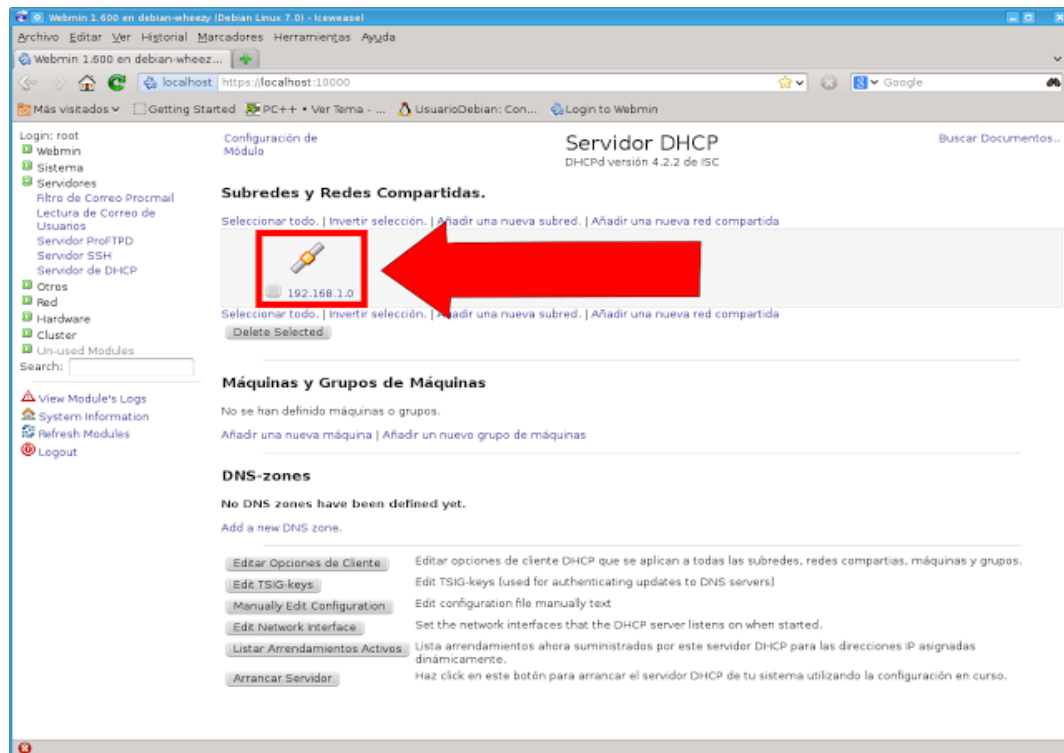 Webmin 1.600 en debian-wheezy (Debian Linux 7.0) - Iceweasel
Archivo Editar Ver Historial Marcadores Herramientas Ayuda
Webmin 1.600 en debian-wheez...
localhost https://localhost:10000
Google
Más visitados Getting Started PC++ • Ver Tema - ... UsuarioDebian: Con... Login to Webmin
Login: root
Webmin
Sistema
Servidores
Filtro de Correo Procmail
Lectura de Correo de
Usuarios
Servidor ProFTPD
Servidor SSH
Servidor de DHCP
Otros
Red
Hardware
Cluster
Un-used Modules
Search:
View Module's Logs
System Information
Refresh Modules
Logout
Configuración de
Módulo
Servidor DHCP
DHCPd versión 4.2.2 de ISC
Buscar Documentos..
Subredes y Redes Compartidas.
Seleccionar todo. | Invertir selección. | Añadir una nueva subred. | Añadir una nueva red compartida
192.168.1.0
Seleccionar todo. | Invertir selección. | Añadir una nueva subred. | Añadir una nueva red compartida
Delete Selected
Máquinas y Grupos de Máquinas
No se han definido máquinas o grupos.
Añadir una nueva máquina | Añadir un nuevo grupo de máquinas
DNS-zones
No DNS zones have been defined yet.
Add a new DNS zone.
Editar Opciones de Cliente Editar opciones de cliente DHCP que se aplican a todas las subredes, redes compartias, máquinas y grupos.
Edit TSIG-keys Edit TSIG-keys (used for authenticating updates to DNS servers)
Manually Edit Configuration Edit configuration file manually text
Edit Network Interface Set the network interfaces that the DHCP server listens on when started.
Listar Arrendamientos Activos Lista arrendamientos ahora suministrados por este servidor DHCP para las direcciones IP asignadas
dinámicamente.
Arrancar Servidor Haz click en este botón para arrancar el servidor DHCP de tu sistema utilizando la configuración en curso.